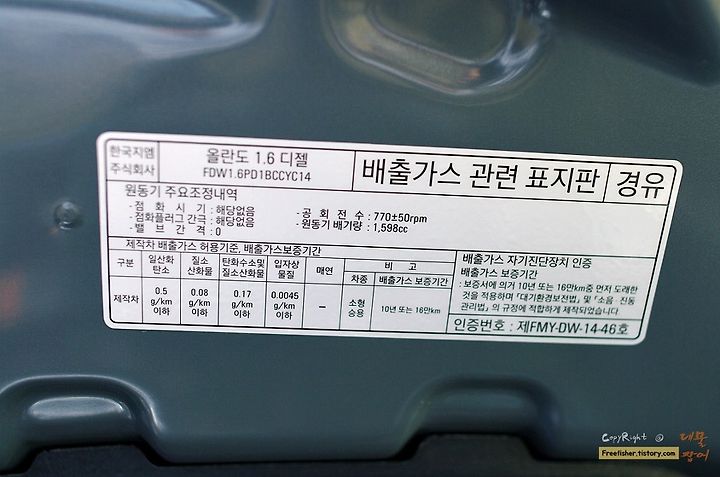 한국지엠
주식회사
올란도 1.6 디젤
FDW1.6PD1BCCYC14
배출가스 관련 표지판
경유
원동기 주요조정내역
- 점 화 시 기 : 해당없음
- 점화플러그 간극 : 해당없음
- 밸 브 간 격 : 0
- 공 회 전 수 : 770±50rpm
- 원동기 배기량 : 1,598cc
제작차 배출가스 허용기준, 배출가스보증기간
구분 일산화탄소 질소산화물 탄화수소및질소산화물 입자상물질 매연 비 고
차종 배출가스 보증기간
제작차 0.5 g/km 이하 0.08 g/km 이하 0.17 g/km 이하 0.0045 g/km 이하 – 소형승용 10년 또는 16만km
배출가스 자기진단장치 인증
배출가스 보증기간
: 보증서에 의거 10년 또는 16만km중 먼저 도래한
것을 적용하며 「대기환경보전법」 및 「소음·진동
관리법」의 규정에 적합하게 제작되었습니다.
인증번호 : 제FMY-DW-14-46호
CopyRight @ 대물
잡어
Freefisher.tistory.com